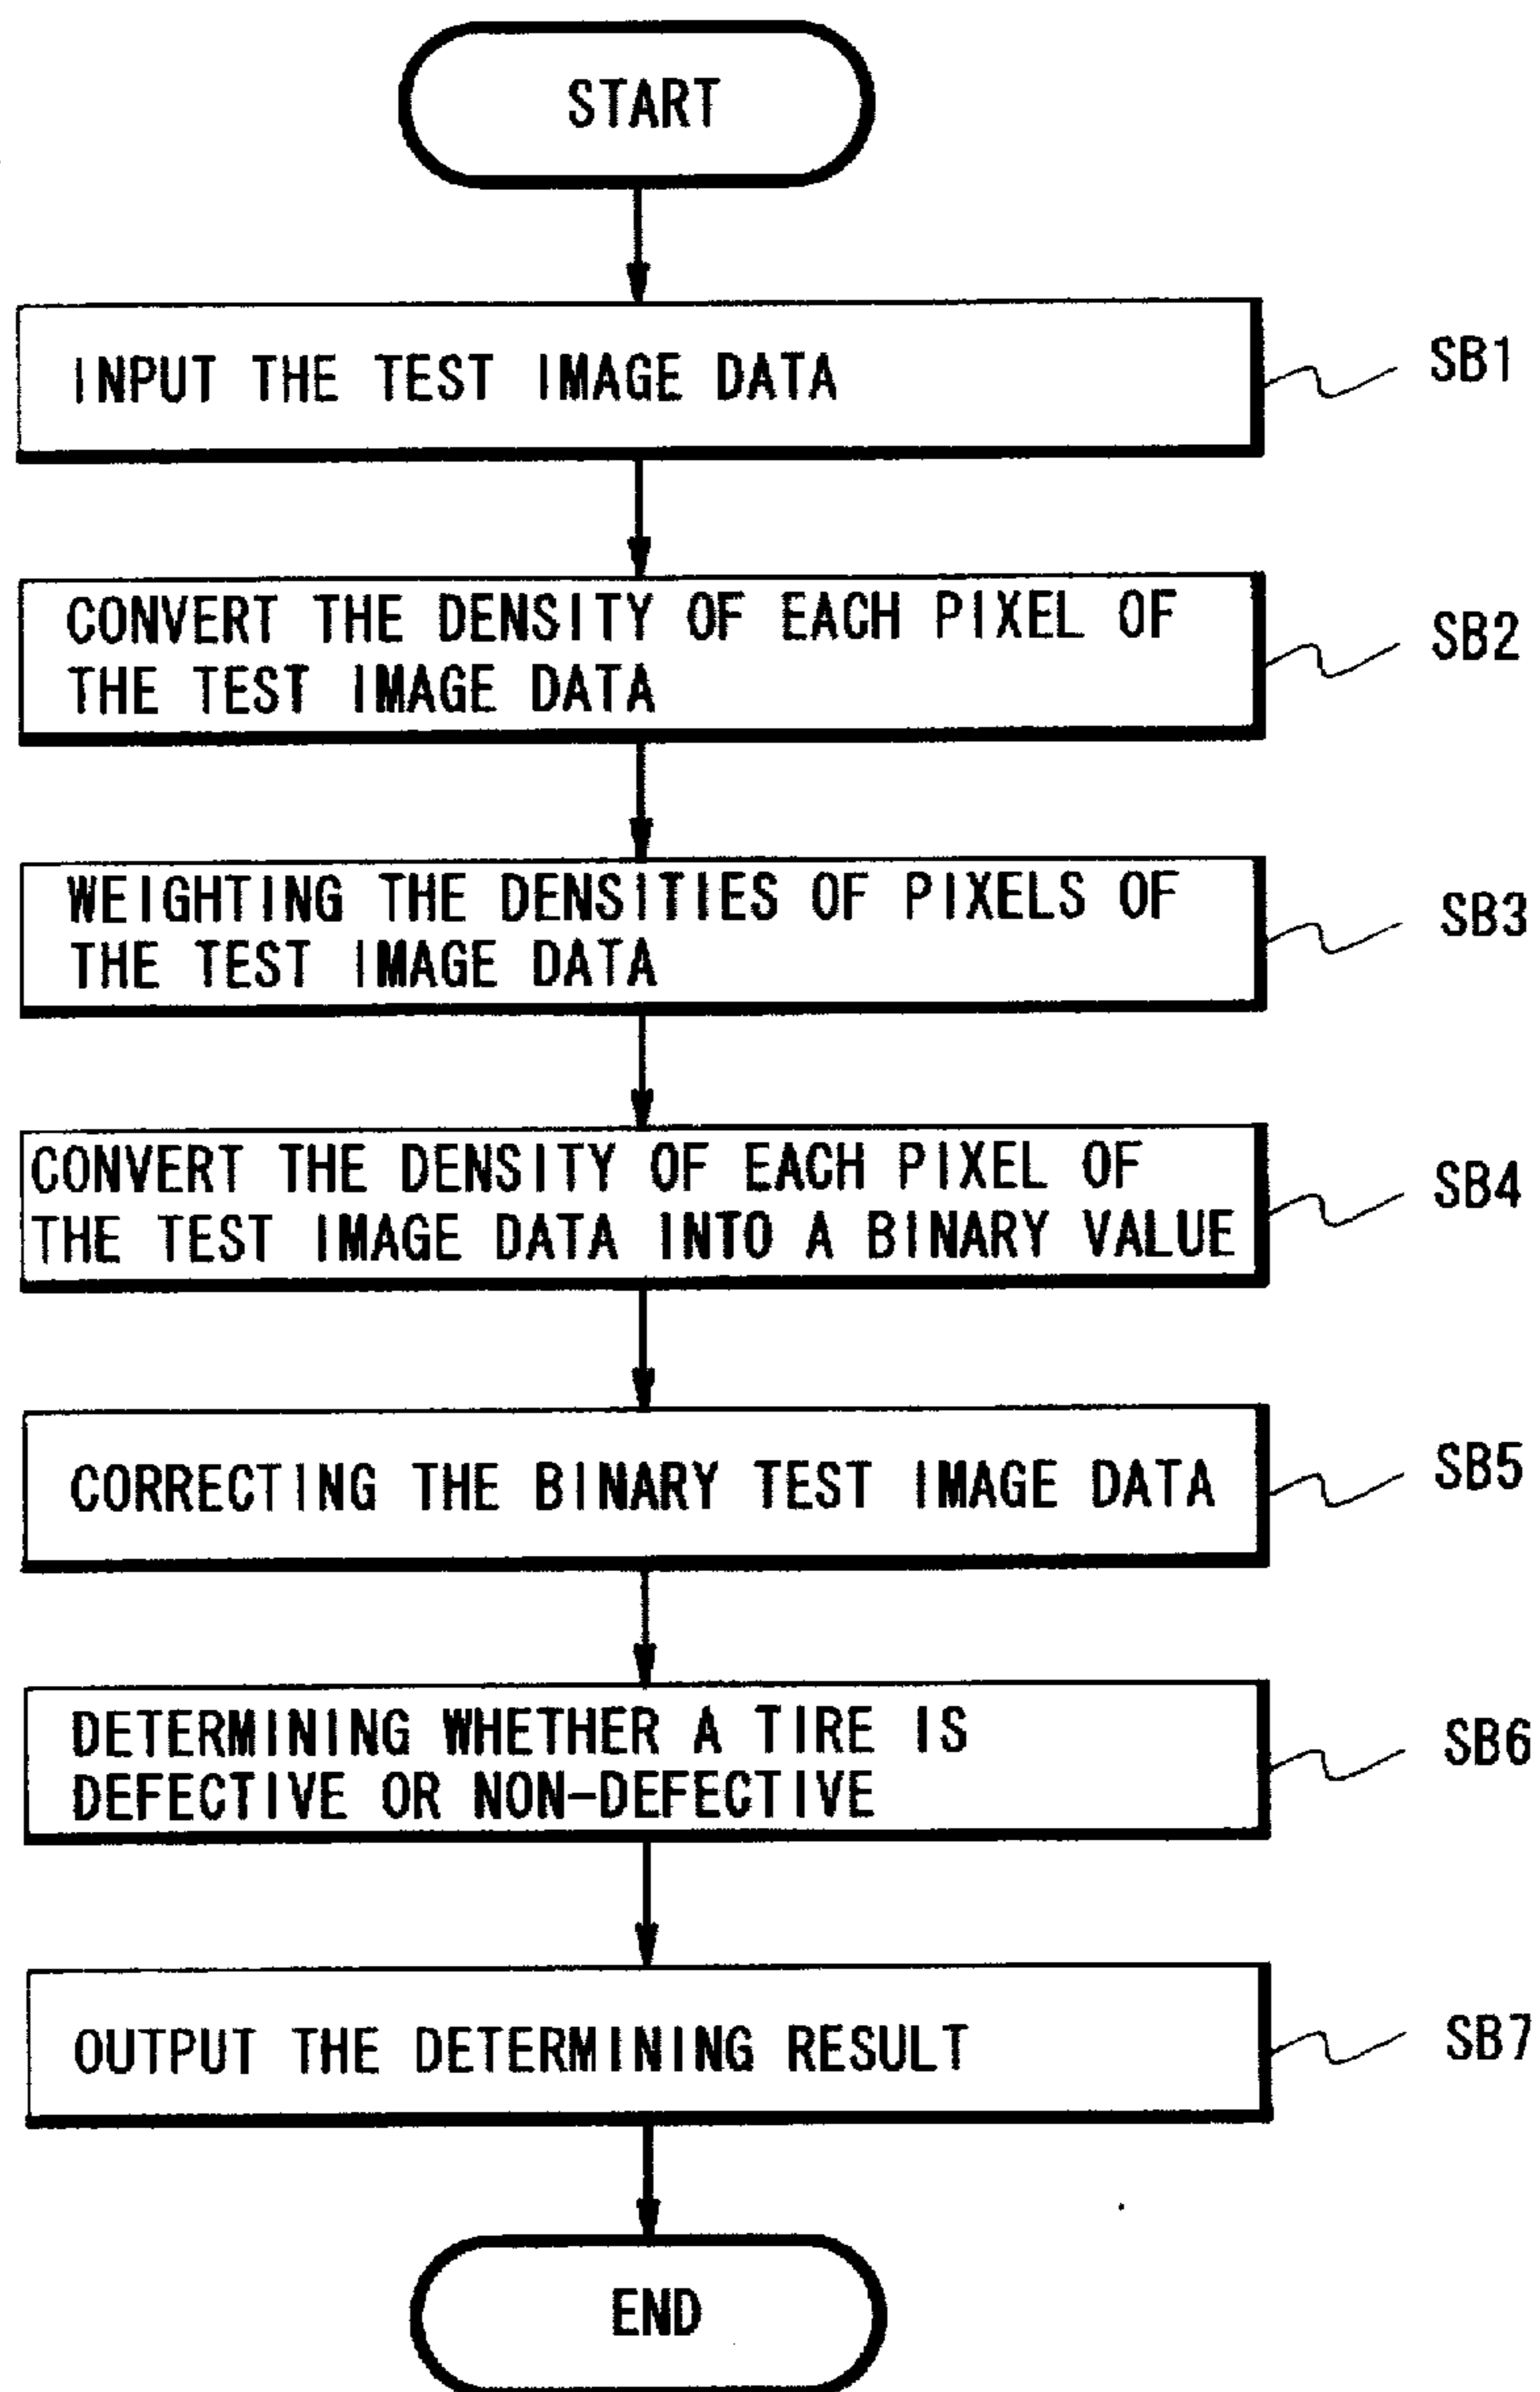 START
INPUT THE TEST IMAGE DATA
SB1
CONVERT THE DENSITY OF EACH PIXEL OF
THE TEST IMAGE DATA
SB2
WEIGHTING THE DENSITIES OF PIXELS OF
THE TEST IMAGE DATA
SB3
CONVERT THE DENSITY OF EACH PIXEL OF
THE TEST IMAGE DATA INTO A BINARY VALUE
SB4
CORRECTING THE BINARY TEST IMAGE DATA
SB5
DETERMINING WHETHER A TIRE IS
DEFECTIVE OR NON-DEFECTIVE
SB6
OUTPUT THE DETERMINING RESULT
SB7
END